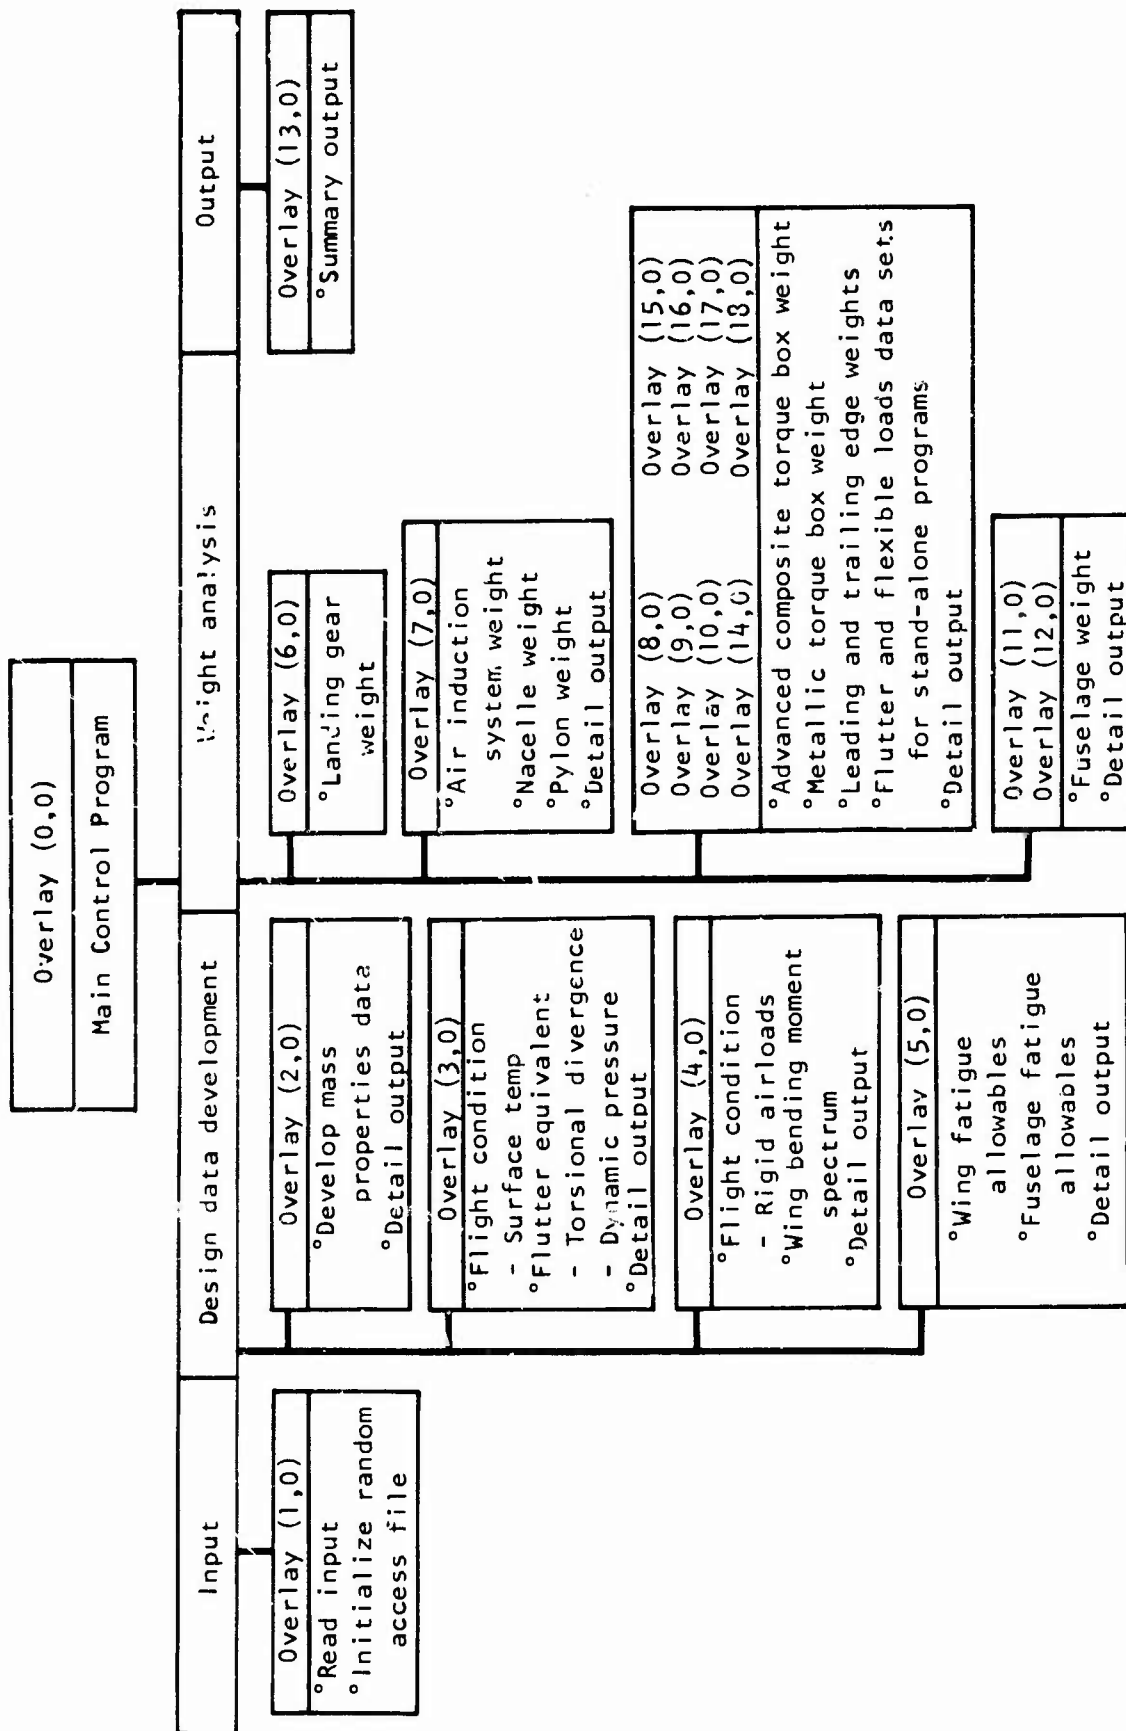 Overlay (0,0)
Main Control Program
Input
Design data development
Weight analysis
Output
Overlay (1,0)
°Read input
°Initialize random
access file
Overlay (2,0)
°Develop mass
properties data
°Detail output
Overlay (3,0)
°Flight condition
- Surface temp
°Flutter equivalent
- Torsional divergence
- Dynamic pressure
°Detail output
Overlay (4,0)
°Flight condition
- Rigid airloads
°Wing bending moment
spectrum
°Detail output
Overlay (5,0)
°Wing fatigue
allowables
°Fuselage fatigue
allowables
°Detail output
Overlay (6,0)
°Landing gear
weight
Overlay (7,0)
°Air induction
system weight
°Nacelle weight
°Pylon weight
°Detail output
Overlay (8,0) Overlay (15,0)
Overlay (9,0) Overlay (16,0)
Overlay (10,0) Overlay (17,0)
Overlay (14,0) Overlay (18,0)
°Advanced composite torque box weight
°Metallic torque box weight
°Leading and trailing edge weights
°Flutter and flexible loads data sets
for stand-alone programs
°Detail output
Overlay (11,0)
Overlay (12,0)
°Fuselage weight
°Detail output
Overlay (13,0)
°Summary output